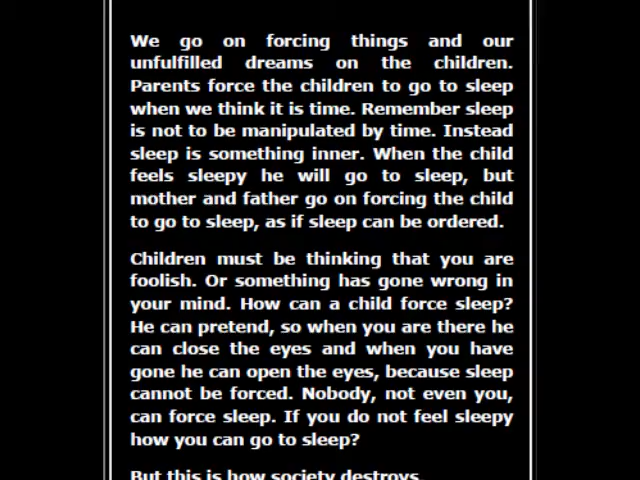 We go on forcing things and our
unfulfilled dreams on the children.
Parents force the children to go to sleep
when we think it is time. Remember sleep
is not to be manipulated by time. Instead
sleep is something inner. When the child
feels sleepy he will go to sleep, but
mother and father go on forcing the child
to go to sleep, as if sleep can be ordered.
Children must be thinking that you are
foolish. Or something has gone wrong in
your mind. How can a child force sleep?
He can pretend, so when you are there he
can close the eyes and when you have
gone he can open the eyes, because sleep
cannot be forced. Nobody, not even you,
can force sleep. If you do not feel sleepy
how you can go to sleep?
But this is how society destroys.